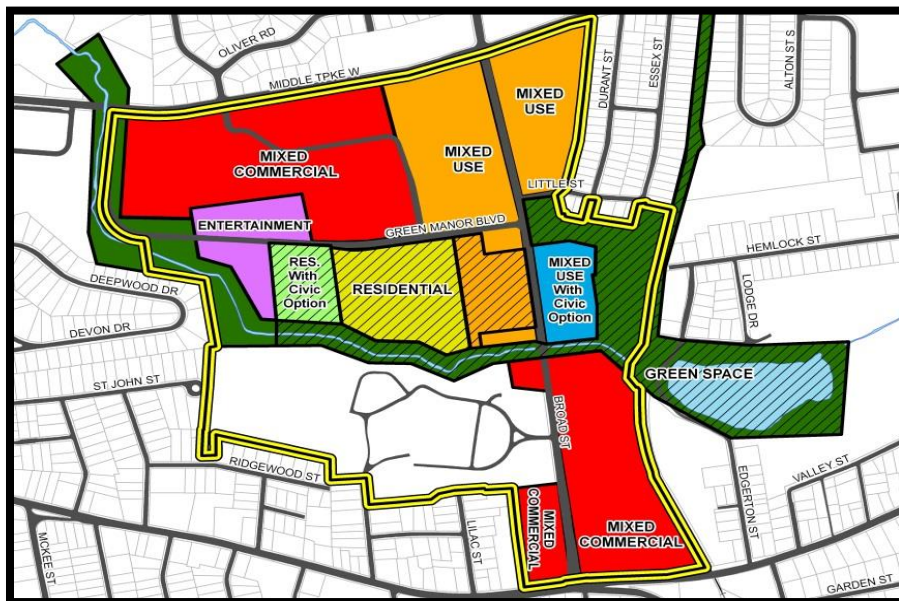 OLIVER RD
MIDDLE TPKE W
DURANT ST
ESSEX ST
ALTON ST S
MIXED
USE
MIXED
COMMERCIAL
MIXED
USE
LITTLE ST
ENTERTAINMENT
GREEN MANOR BLVD
HEMLOCK ST
RES.
With
Civic
Option
RESIDENTIAL
MIXED
USE
With
Civic
Option
LODGE DR
DEEPWOOD DR
DEVON DR
ST JOHN ST
GREEN SPACE
BROAD ST
RIDGEWOOD ST
VALLEY ST
EDGERTON ST
MIXED
COMMERCIAL
MIXED
COMMERCIAL
LILAC ST
MCKEE ST
GARDEN ST